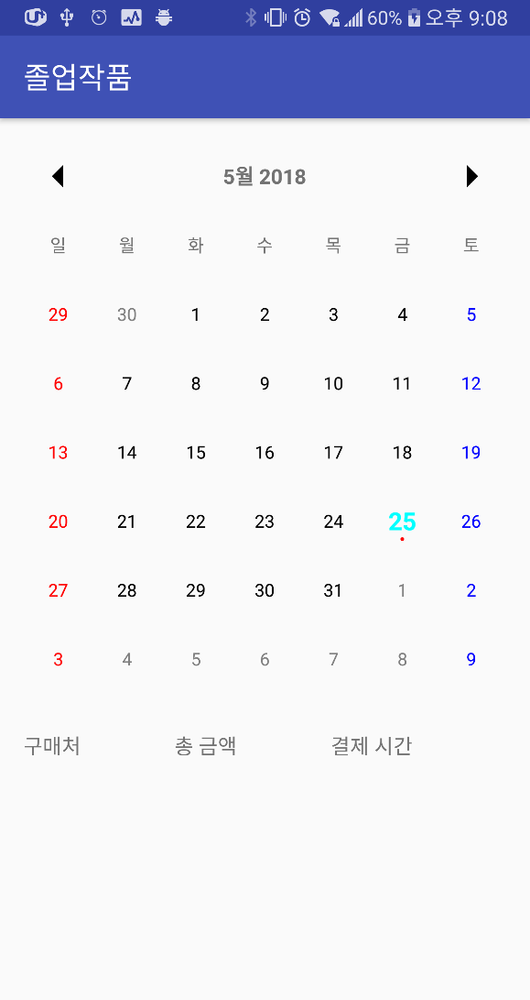 60% 오후 9:08
졸업작품
5월 2018
일 월 화 수 목 금 토
29 30 1 2 3 4 5
6 7 8 9 10 11 12
13 14 15 16 17 18 19
20 21 22 23 24 25 26
27 28 29 30 31 1 2
3 4 5 6 7 8 9
구매처 총 금액 결제 시간